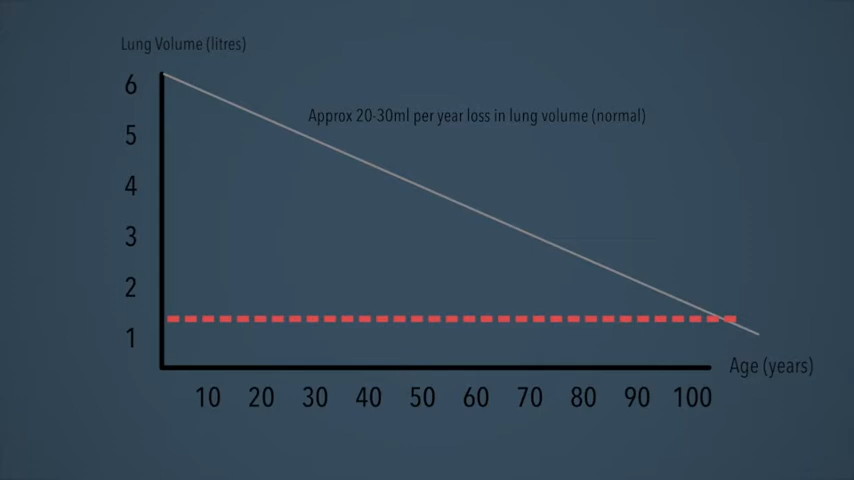 Lung Volume (litres)
6
Approx 20-30ml per year loss in lung volume (normal)
5
4
3
2
1
Age (years)
10 20 30 40 50 60 70 80 90 100